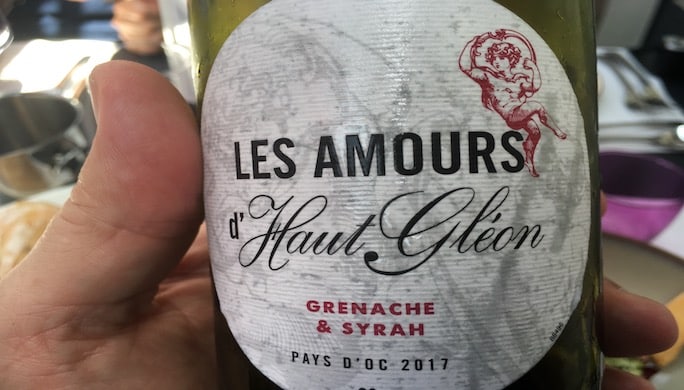 LES AMOURS
d'Haut Gléon
GRENACHE
& SYRAH
PAYS D'OC 2017